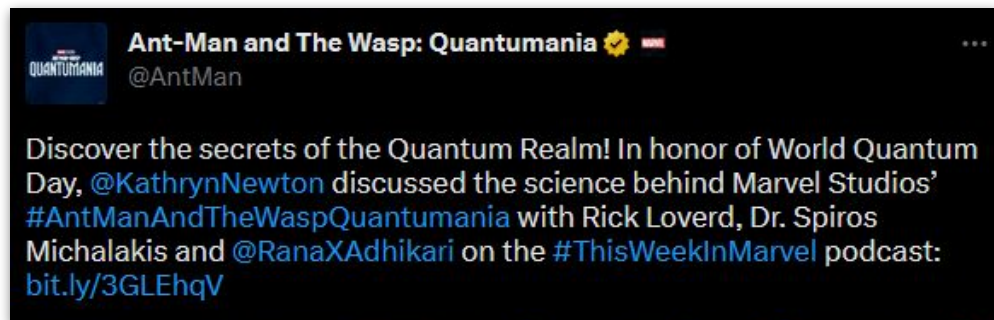 QUANTUMANIA
Ant-Man and The Wasp: Quantumania
@AntMan
Discover the secrets of the Quantum Realm! In honor of World Quantum
Day, @KathrynNewton discussed the science behind Marvel Studios’
#AntManAndTheWaspQuantumania with Rick Loverd, Dr. Spiros
Michalakis and @RanaXAdhikari on the #ThisWeekInMarvel podcast:
bit.ly/3GLEhqV